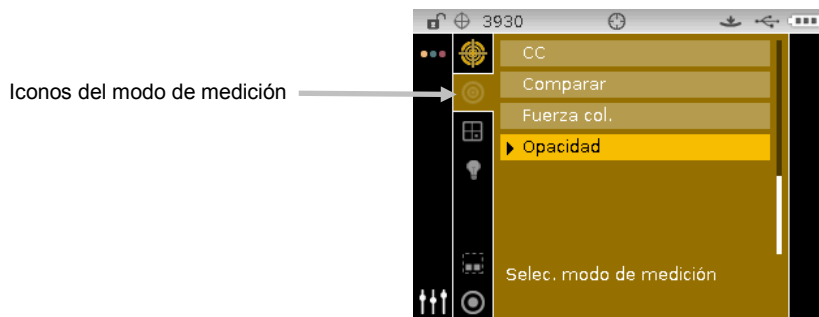 3930
Iconos del modo de medición
CC
Comparar
Fuerza col.
Opacidad
Selec. modo de medición